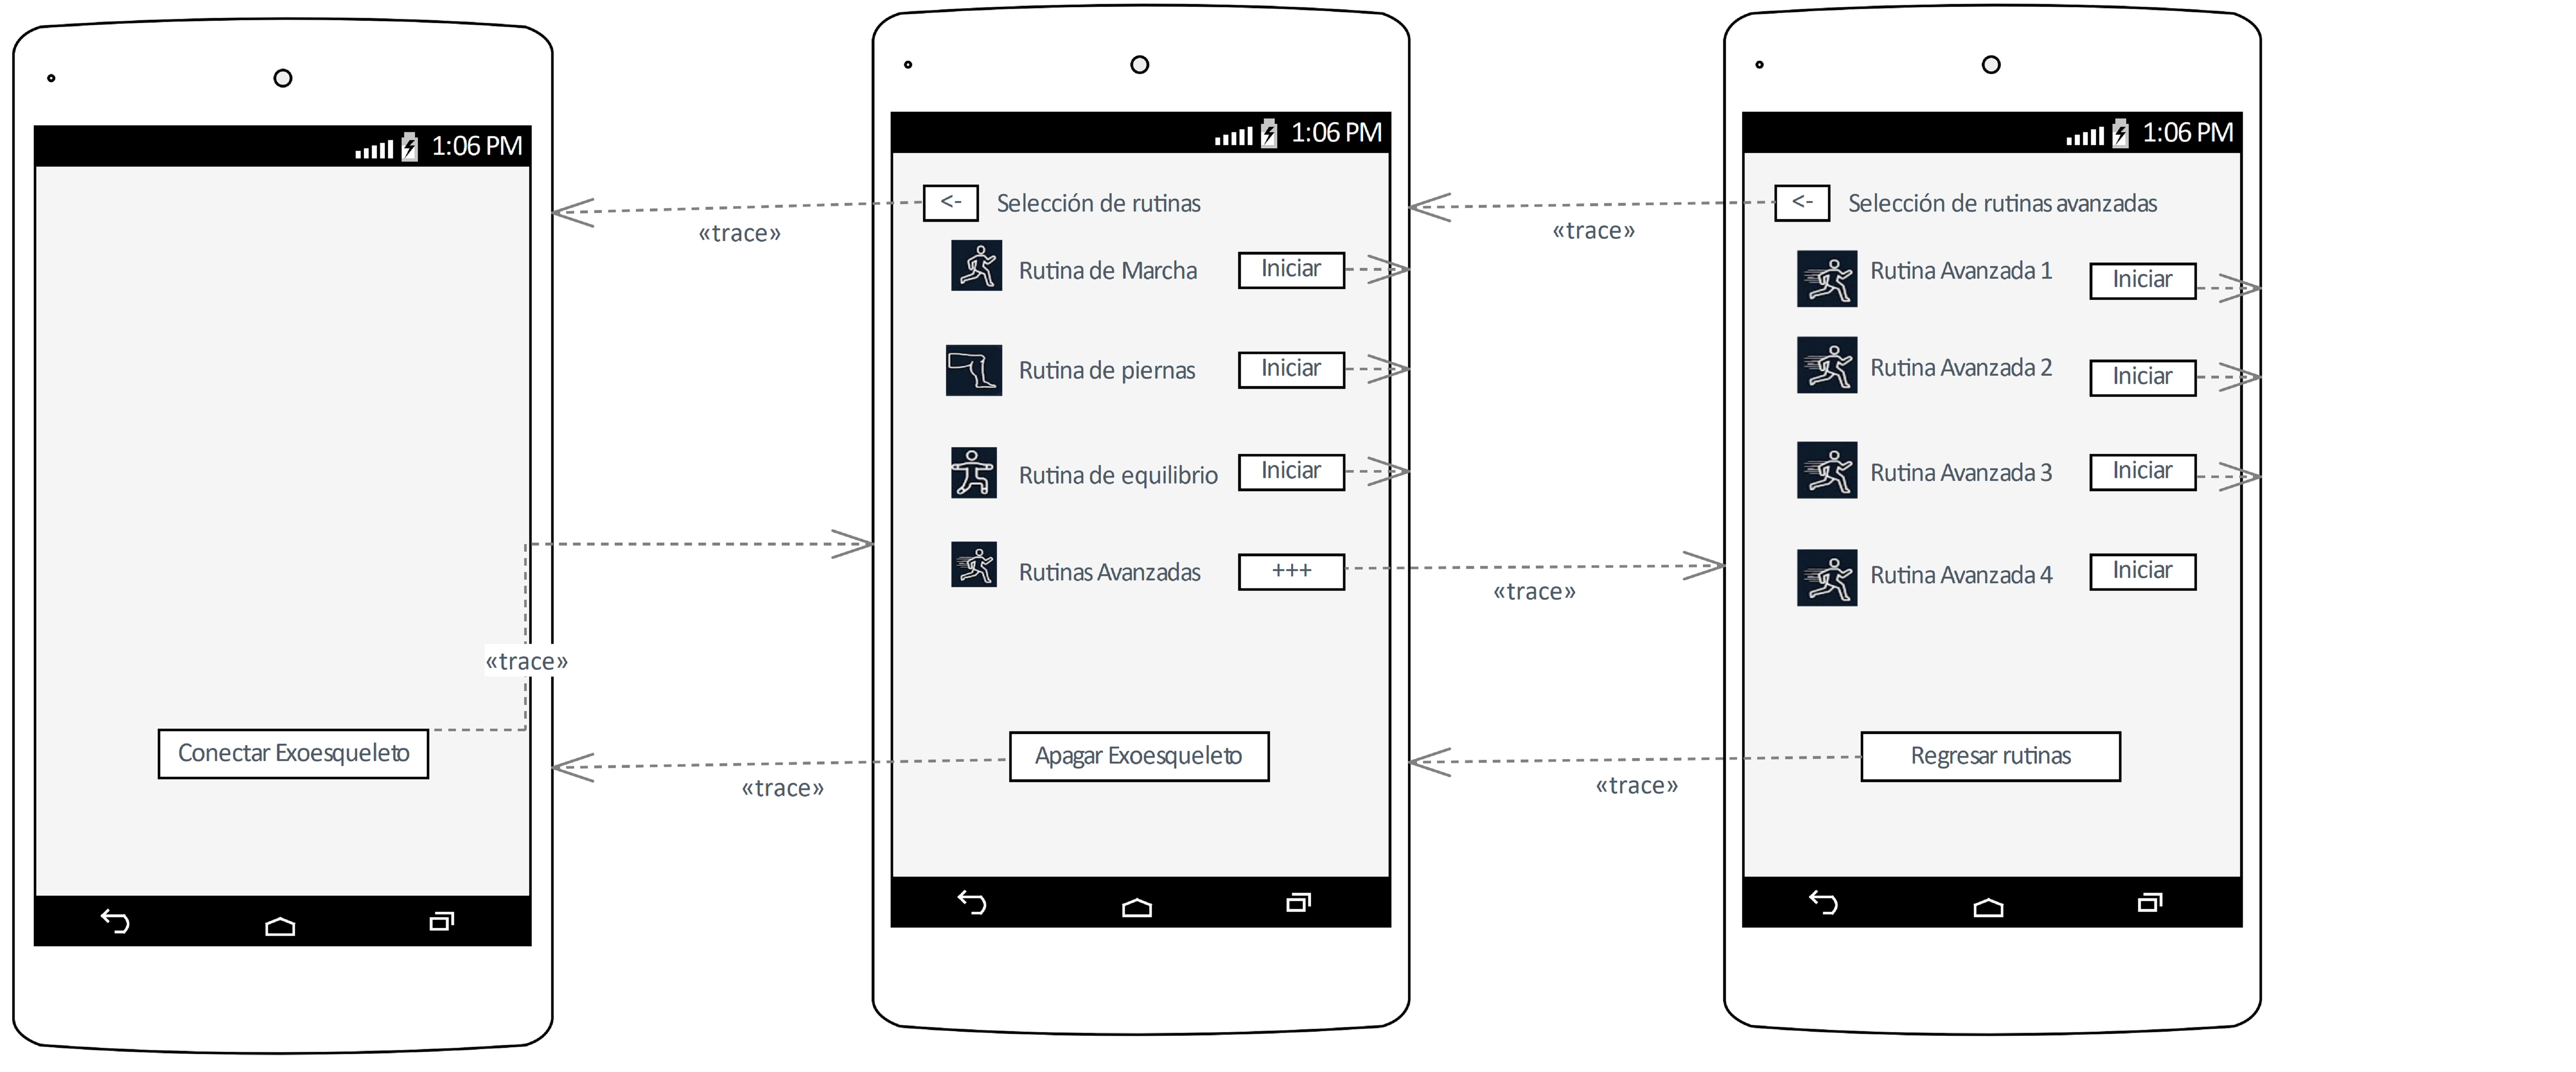 1:06 PM
«trace»
Conectar Exoesqueleto
«trace»
«trace»
1:06 PM
<- Selección de rutinas
Rutina de Marcha Iniciar
Rutina de piernas Iniciar
Rutina de equilibrio Iniciar
Rutinas Avanzadas +++
Apagar Exoesqueleto
«trace»
«trace»
«trace»
1:06 PM
<- Selección de rutinas avanzadas
Rutina Avanzada 1 Iniciar
Rutina Avanzada 2 Iniciar
Rutina Avanzada 3 Iniciar
Rutina Avanzada 4 Iniciar
Regresar rutinas